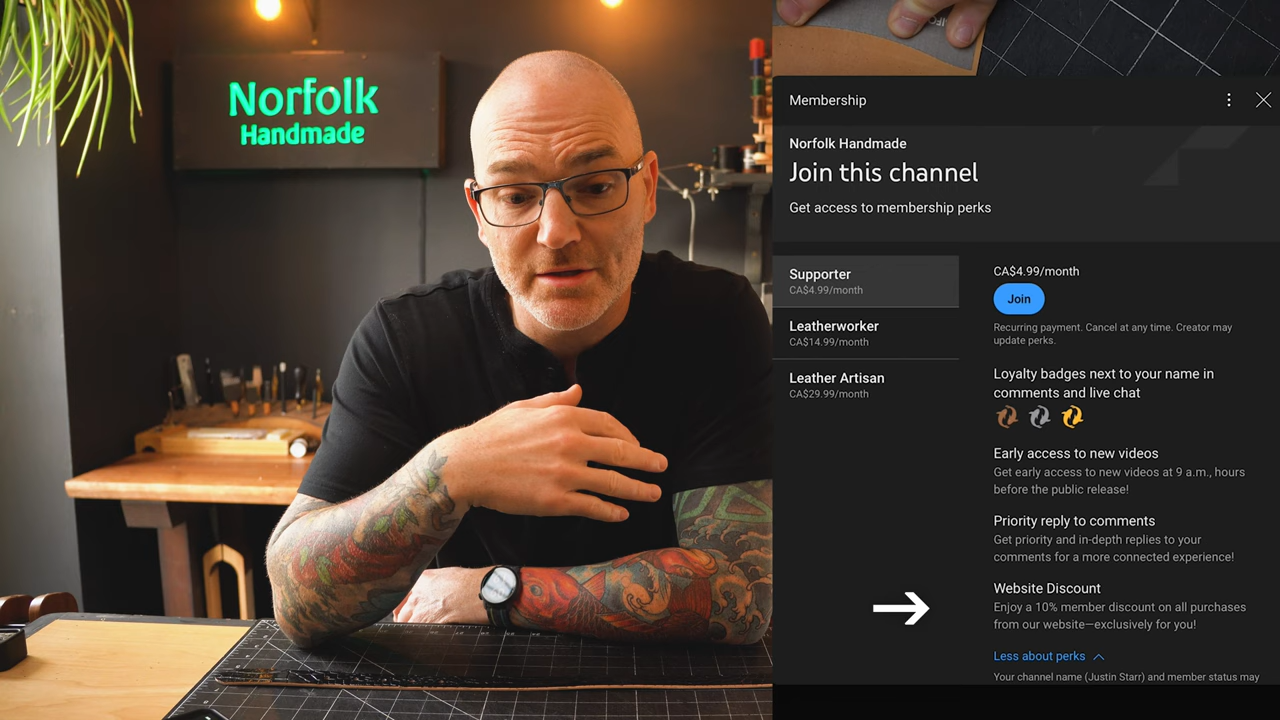 Norfolk
Handmade
Membership
Norfolk Handmade
Join this channel
Get access to membership perks
Supporter
CA$4.99/month
Leatherworker
CA$14.99/month
Leather Artisan
CA$29.99/month
CA$4.99/month
Join
Recurring payment. Cancel at any time. Creator may
update perks.
Loyalty badges next to your name in
comments and live chat
Early access to new videos
Get early access to new videos at 9 a.m., hours
before the public release!
Priority reply to comments
Get priority and in-depth replies to your
comments for a more connected experience!
Website Discount
Enjoy a 10% member discount on all purchases
from our website—exclusively for you!
Less about perks
Your channel name (Justin Starr) and member status may